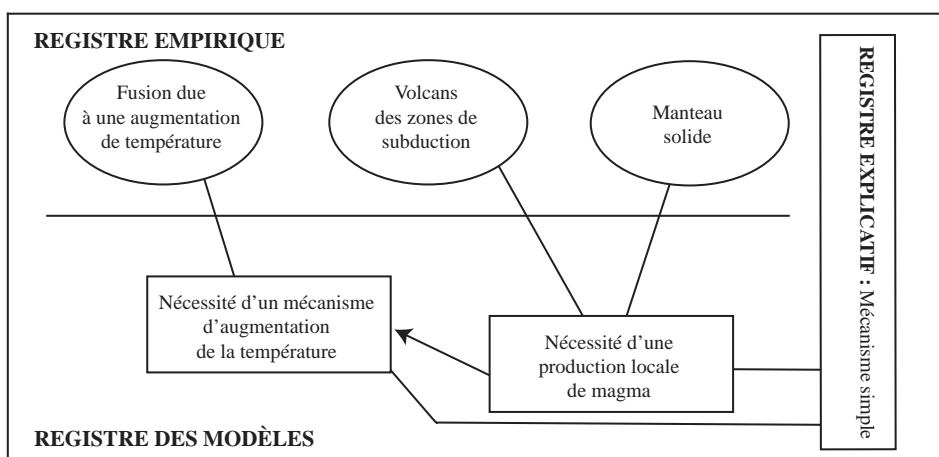 REGISTRE EMPIRIQUE
Fusion due
à une augmentation
de température
Volcans
des zones de
subduction
Manteau
solide
REGISTRE EXPLICATIF : Mécanisme simple
Nécessité d’un mécanisme
d’augmentation
de la température
Nécessité d’une
production locale
de magma
REGISTRE DES MODÈLES